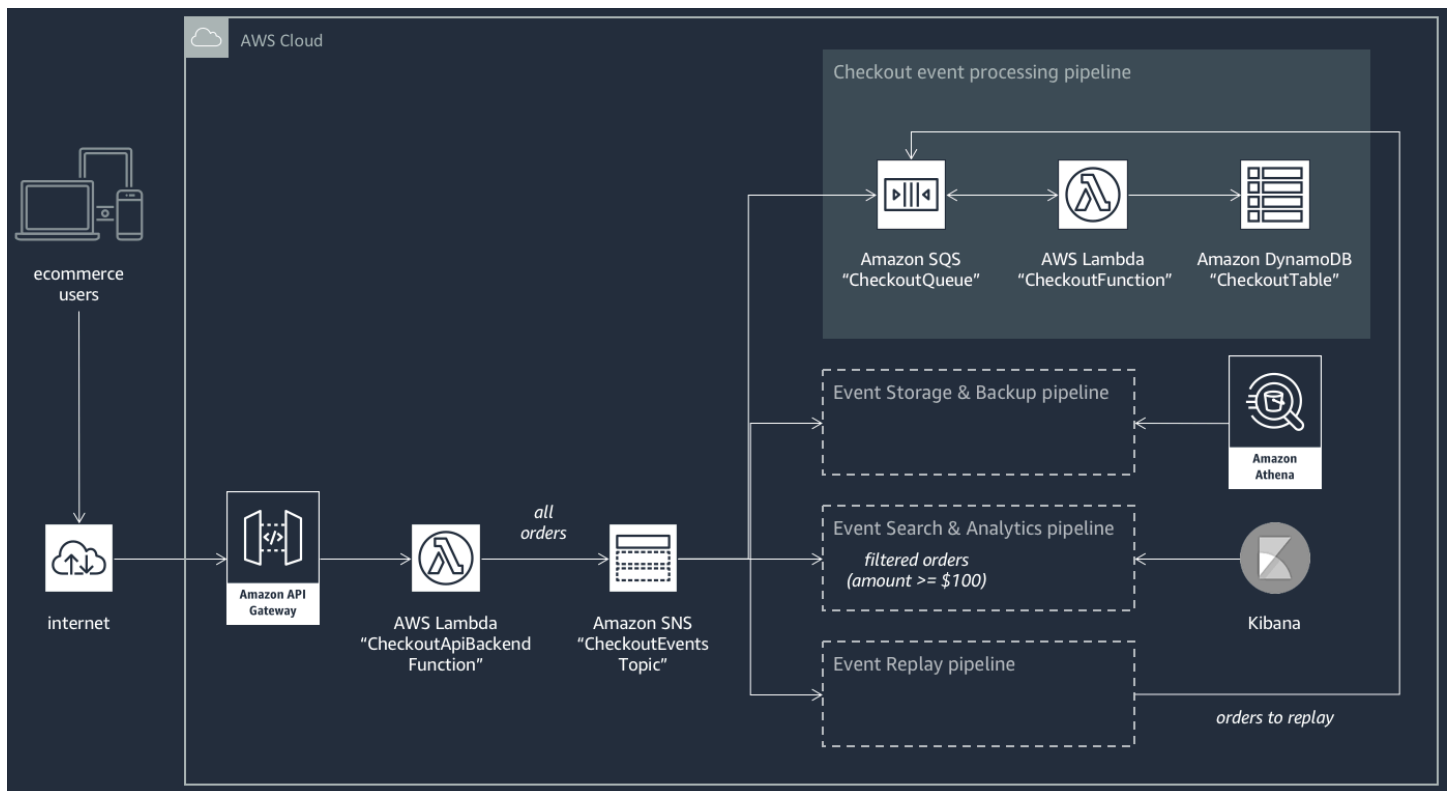 AWS Cloud
Checkout event processing pipeline
Amazon SQS
“CheckoutQueue”
AWS Lambda
“CheckoutFunction”
Amazon DynamoDB
“CheckoutTable”
ecommerce
users
Event Storage & Backup pipeline
Amazon
Athena
all
orders
Event Search & Analytics pipeline
filtered orders
(amount >= $100)
Amazon API
Gateway
internet
AWS Lambda
“CheckoutApiBackend
Function”
Amazon SNS
“CheckoutEvents
Topic”
Kibana
Event Replay pipeline
orders to replay